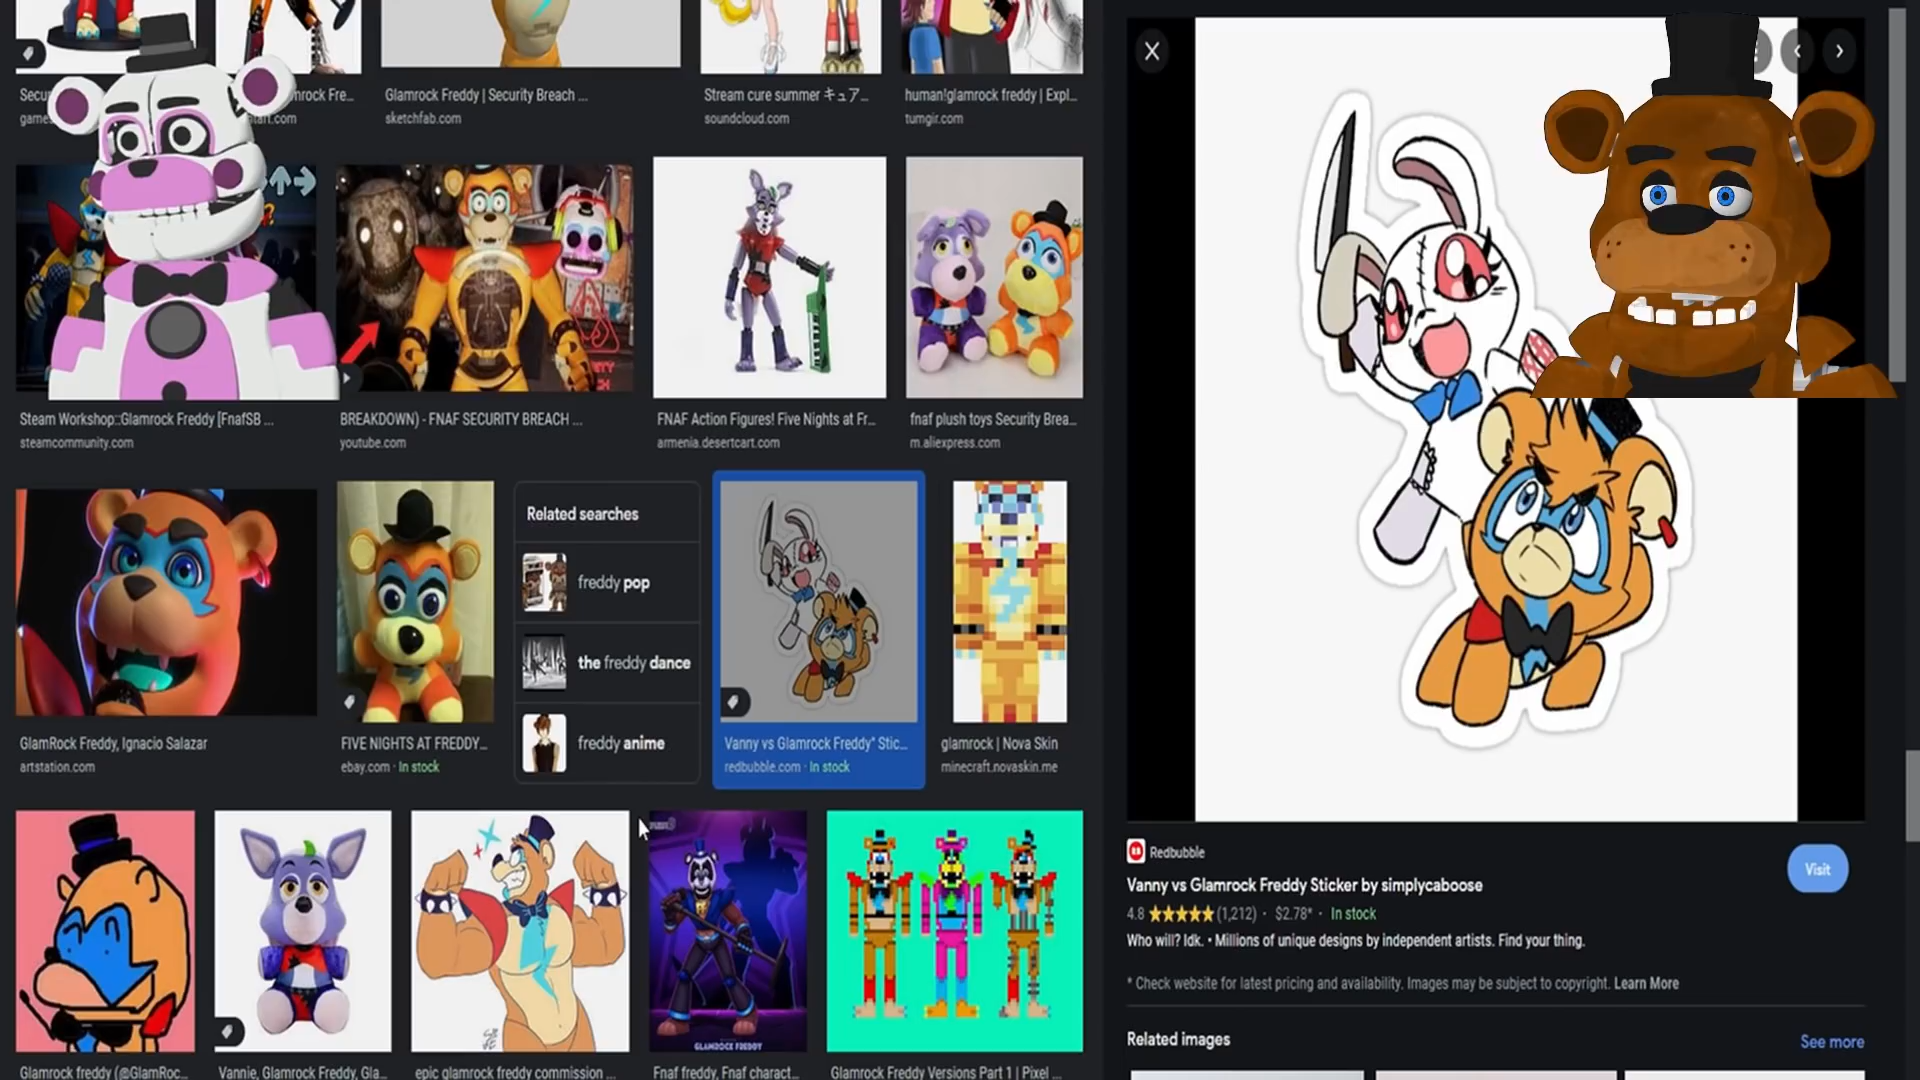 Secur
games
mrock Fre...
Glamrock Freddy | Security Breach ...
sketchfab.com
Stream cure summer キュア...
soundcloud.com
human!glamrock freddy | Expl...
tumgir.com
Steam Workshop::Glamrock Freddy [FnafSB ...
steamcommunity.com
BREAKDOWN) - FNAF SECURITY BREACH ...
youtube.com
FNAF Action Figures! Five Nights at Fr...
armenia.desertcart.com
fnaf plush toys Security Brea...
m.aliexpress.com
GlamRock Freddy, Ignacio Salazar
artstation.com
FIVE NIGHTS AT FREDDY...
ebay.com · In stock
Related searches
freddy pop
the freddy dance
freddy anime
Vanny vs Glamrock Freddy" Stic...
redbubble.com · In stock
glamrock | Nova Skin
minecraft.novaskin.me
GLAMROCK FREDDY
Glamrock freddy (@GlamRoc...
Vannie, Glamrock Freddy, Gla...
epic glamrock freddy commission ...
Fnaf freddy, Fnaf charact...
Glamrock Freddy Versions Part 1 | Pixel ...
Redbubble
Visit
Vanny vs Glamrock Freddy Sticker by simplycaboose
4.8 ★★★★★ (1,212) · $2.78* · In stock
Who will? Idk. • Millions of unique designs by independent artists. Find your thing.
* Check website for latest pricing and availability. Images may be subject to copyright. Learn More
Related images
See more